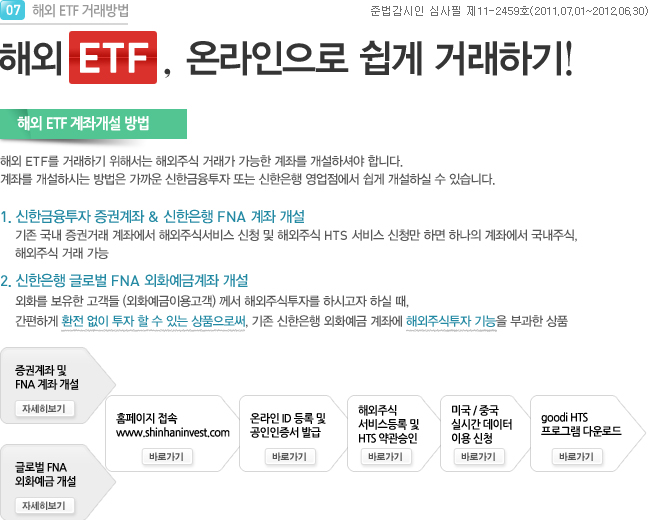 07 해외 ETF 거래방법
준법감시인 심사필 제11-2459호(2011.07.01~2012.06.30)
해외 ETF, 온라인으로 쉽게 거래하기!
해외 ETF 계좌개설 방법
해외 ETF를 거래하기 위해서는 해외주식 거래가 가능한 계좌를 개설하셔야 합니다.
계좌를 개설하시는 방법은 가까운 신한금융투자 또는 신한은행 영업점에서 쉽게 개설하실 수 있습니다.
1. 신한금융투자 증권계좌 & 신한은행 FNA 계좌 개설
기존 국내 증권거래 계좌에서 해외주식서비스 신청 및 해외주식 HTS 서비스 신청만 하면 하나의 계좌에서 국내주식,
해외주식 거래 가능
2. 신한은행 글로벌 FNA 외화예금계좌 개설
외화를 보유한 고객들 (외화예금이용고객) 께서 해외주식투자를 하시고자 하실 때,
간편하게 환전 없이 투자 할 수 있는 상품으로써, 기존 신한은행 외화예금 계좌에 해외주식투자 기능을 부과한 상품
증권계좌 및
FNA 계좌 개설
자세히보기
글로벌 FNA
외화예금 개설
자세히보기
홈페이지 접속
www.shinhaninvest.com
바로가기
온라인 ID 등록 및
공인인증서 발급
바로가기
해외주식
서비스등록 및
HTS 약관승인
바로가기
미국 / 중국
실시간 데이터
이용 신청
바로가기
goodi HTS
프로그램 다운로드
바로가기